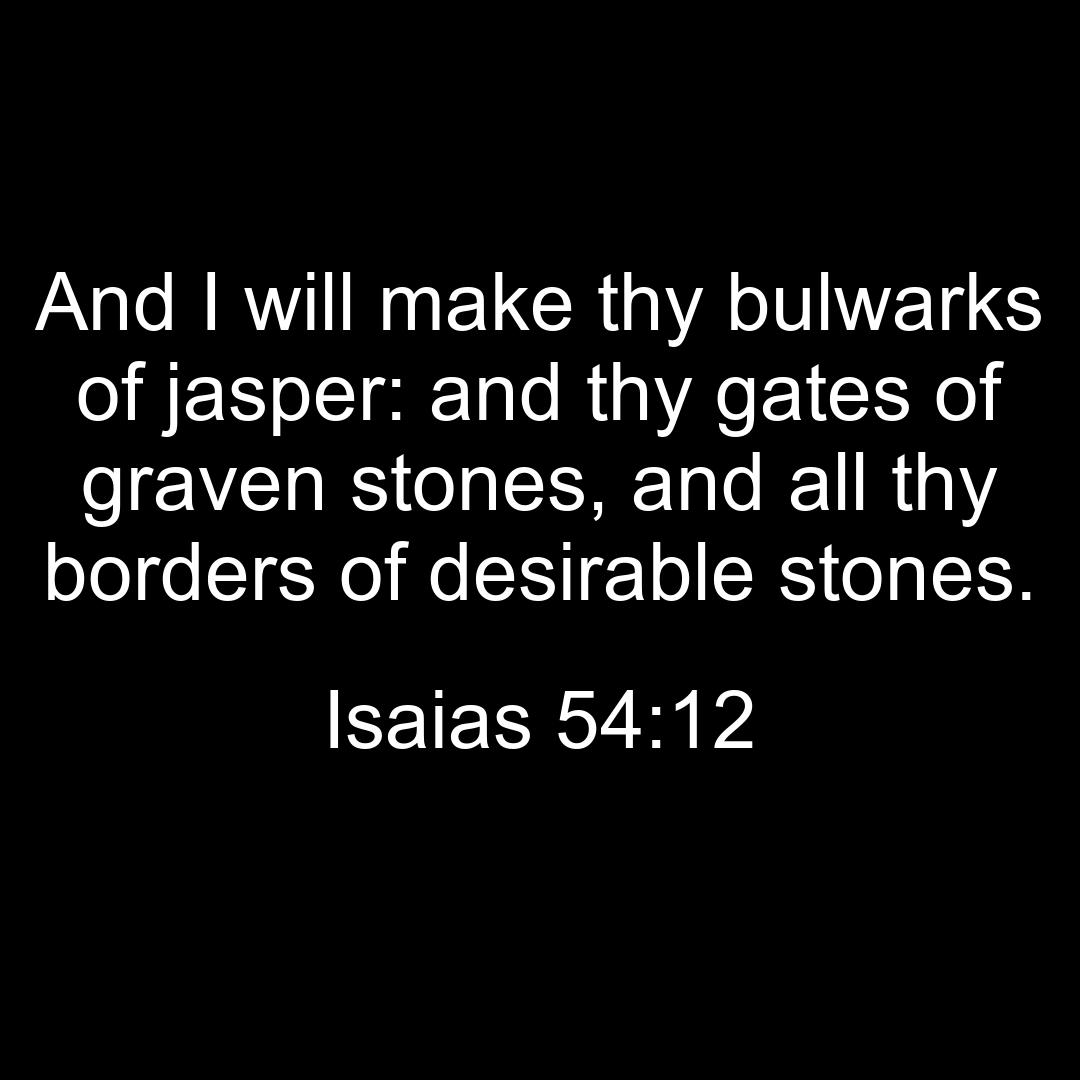 And I will make thy bulwarks
of jasper: and thy gates of
graven stones, and all thy
borders of desirable stones.
Isaias 54:12